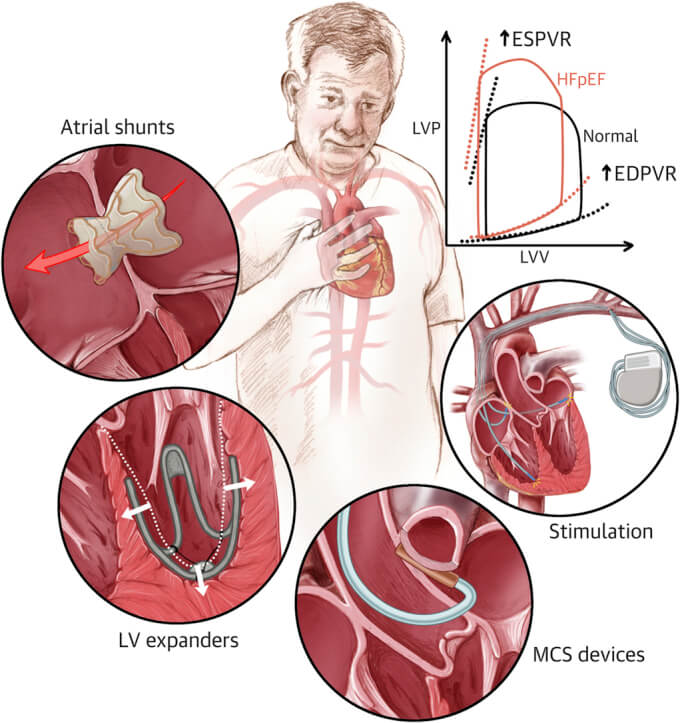 ↑ESPVR
HFpEF
LVP
Normal
↑EDPVR
LVV
Atrial shunts
Stimulation
LV expanders
MCS devices